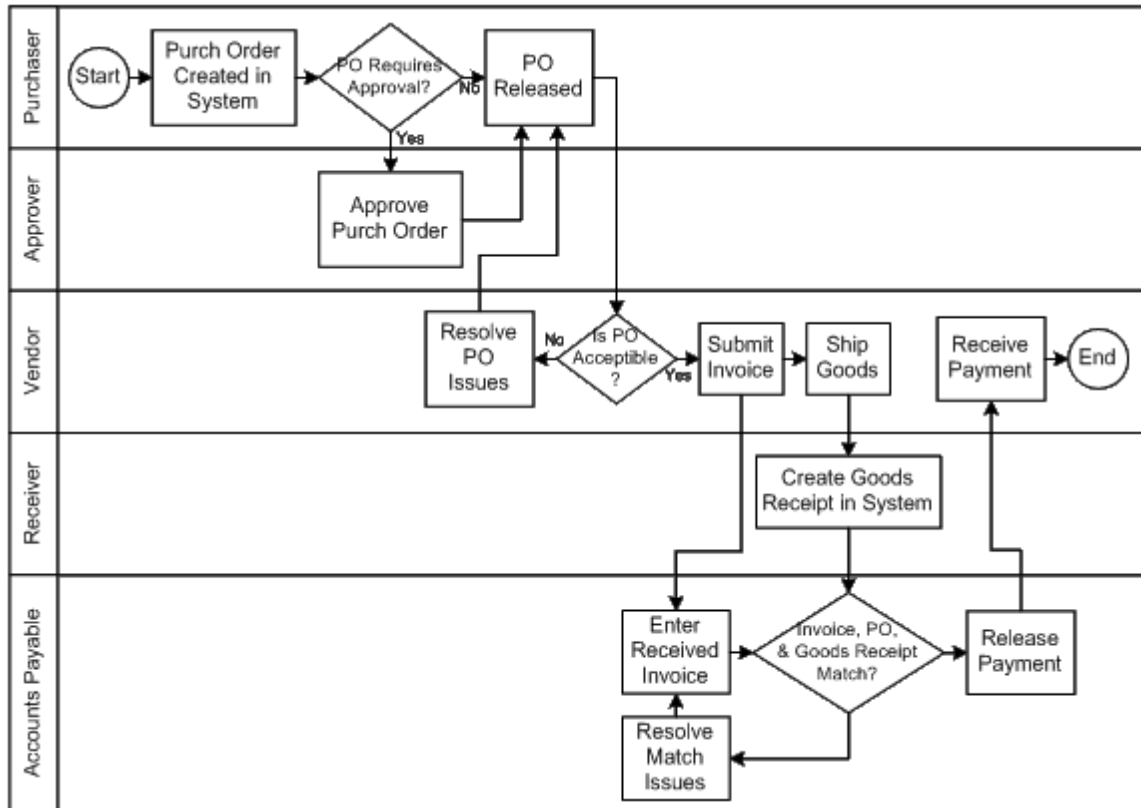 Purchaser
Start
Purch Order
Created in
System
PO Requires
Approval?
No
Yes
PO
Released
Approver
Approve
Purch Order
Vendor
Resolve
PO
Issues
No
Is PO
Acceptible
?
Yes
Submit
Invoice
Ship
Goods
Receive
Payment
End
Receiver
Create Goods
Receipt in System
Accounts Payable
Enter
Received
Invoice
Invoice, PO,
& Goods Receipt
Match?
Release
Payment
Resolve
Match
Issues